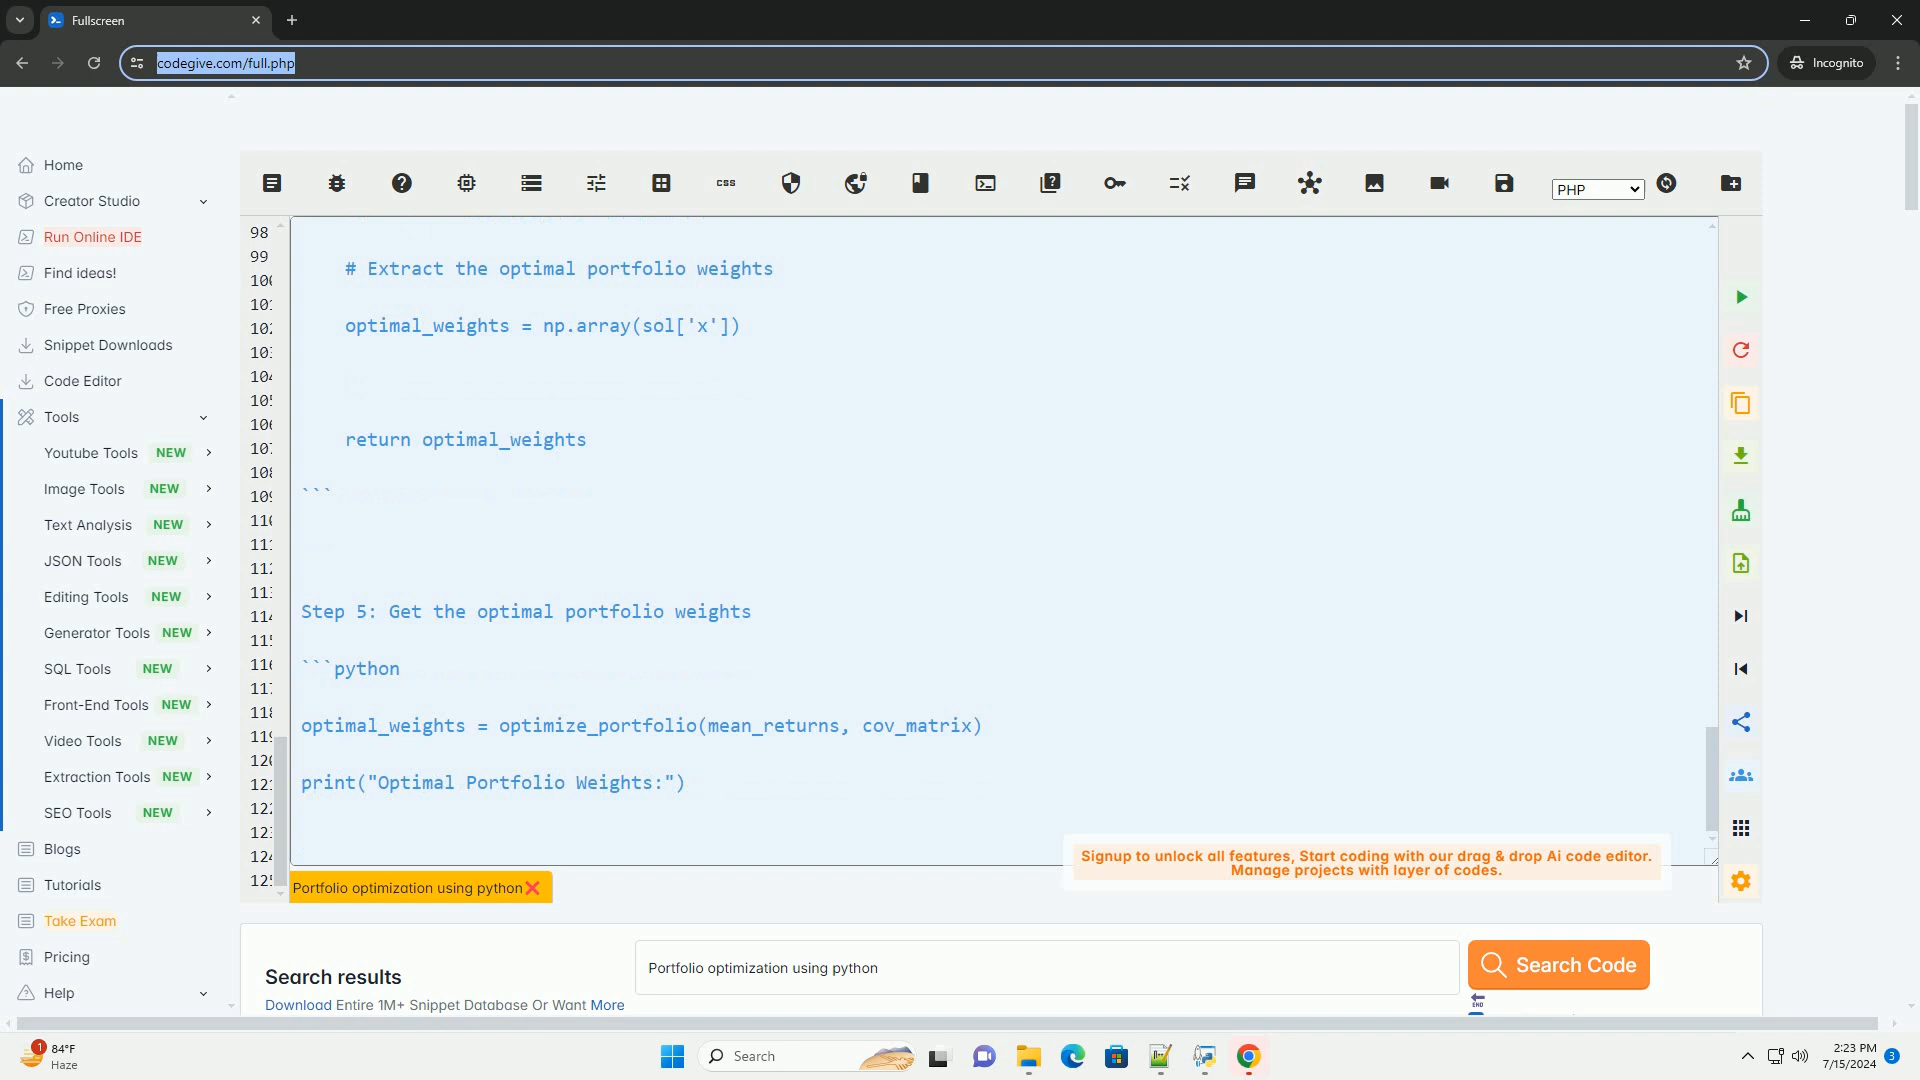 Fullscreen
codegive.com/full.php
Incognito
Home
Creator Studio
Run Online IDE
Find ideas!
Free Proxies
Snippet Downloads
Code Editor
Tools
Youtube Tools NEW
Image Tools NEW
Text Analysis NEW
JSON Tools NEW
Editing Tools NEW
Generator Tools NEW
SQL Tools NEW
Front-End Tools NEW
Video Tools NEW
Extraction Tools NEW
SEO Tools NEW
Blogs
Tutorials
Take Exam
Pricing
Help
css
PHP
98
99
# Extract the optimal portfolio weights
optimal_weights = np.array(sol['x'])
return optimal_weights
```
Step 5: Get the optimal portfolio weights
```python
optimal_weights = optimize_portfolio(mean_returns, cov_matrix)
print("Optimal Portfolio Weights:")
Signup to unlock all features, Start coding with our drag & drop Ai code editor.
Manage projects with layer of codes.
Portfolio optimization using python
Search results
Download Entire 1M+ Snippet Database Or Want More
Portfolio optimization using python
Search Code
END
1
84°F
Haze
Search
2:23 PM
7/15/2024
3